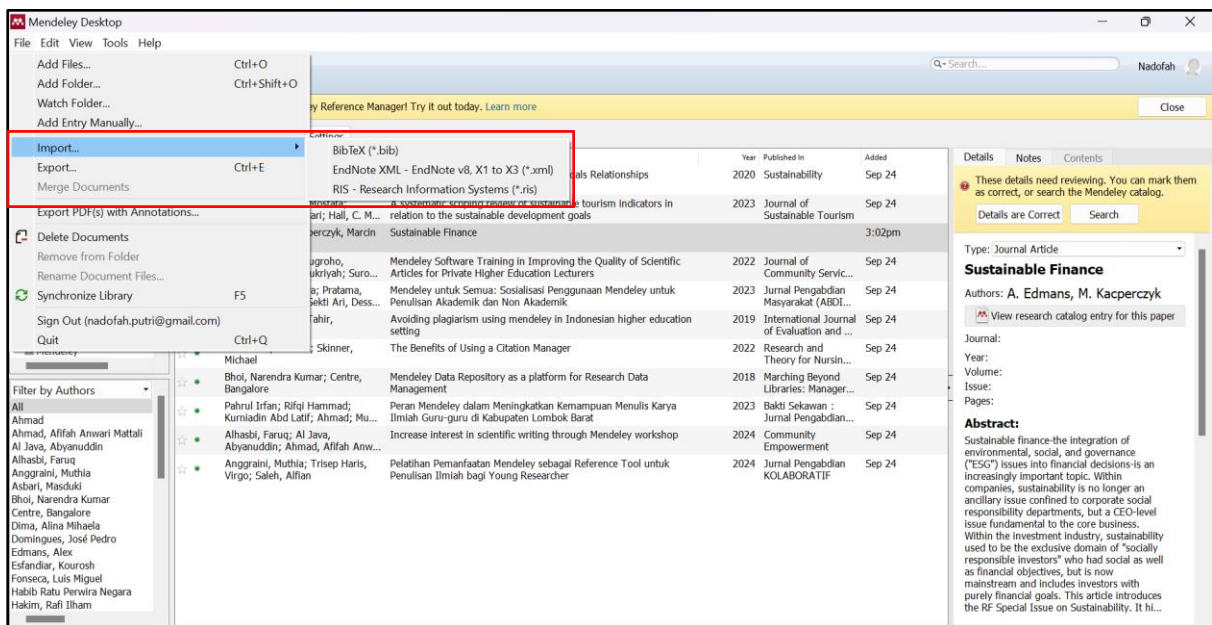 Mendeley Desktop
File Edit View Tools Help
Add Files... Ctrl+O
Add Folder... Ctrl+Shift+O
Watch Folder...
Add Entry Manually...
Import...
Export... Ctrl+E
Merge Documents
Export PDF(s) with Annotations...
Delete Documents
Remove from Folder
Rename Document Files...
Synchronize Library F5
Sign Out (nadofah.putri@gmail.com)
Quit Ctrl+Q
BibTeX (*.bib)
EndNote XML - EndNote v8, X1 to X3 (*.xml)
RIS - Research Information Systems (*.ris)
Search...
Nadofah
ey Reference Manager! Try it out today. Learn more
Close
Year Published In Added
als Relationships 2020 Sustainability Sep 24
A systematic scoping review of sustainable tourism indicators in 2023 Journal of Sep 24
ari; Hall, C. M... relation to the sustainable development goals Sustainable Tourism
perczyk, Marcin Sustainable Finance 3:02pm
ugroho, Mendeley Software Training in Improving the Quality of Scientific 2022 Journal of Sep 24
ukriyah; Suro... Articles for Private Higher Education Lecturers Community Servic...
a; Pratama, Mendeley untuk Semua: Sosialisasi Penggunaan Mendeley untuk 2023 Jurnal Pengabdian Sep 24
Sekti Ari, Dess... Penulisan Akademik dan Non Akademik Masyarakat (ABDI...
Tahir, Avoiding plagiarism using mendeley in Indonesian higher education 2019 International Journal Sep 24
setting of Evaluation and ...
; Skinner, The Benefits of Using a Citation Manager 2022 Research and Sep 24
Michael Theory for Nursin...
Bhoi, Narendra Kumar; Centre, Mendeley Data Repository as a platform for Research Data 2018 Marching Beyond Sep 24
Bangalore Management Libraries: Manager...
Pahrul Irfan; Rifqi Hammad; Peran Mendeley dalam Meningkatkan Kemampuan Menulis Karya 2023 Bakti Sekawan : Sep 24
Kurniadin Abd Latif; Ahmad; Mu... Ilmiah Guru-guru di Kabupaten Lombok Barat Jurnal Pengabdian...
Alhasbi, Faruq; Al Java, Increase interest in scientific writing through Mendeley workshop 2024 Community Sep 24
Abyanuddin; Ahmad, Afifah Anw... Empowerment
Anggraini, Muthia; Trisep Haris, Pelatihan Pemanfaatan Mendeley sebagai Reference Tool untuk 2024 Jurnal Pengabdian Sep 24
Virgo; Saleh, Alfian Penulisan Ilmiah bagi Young Researcher KOLABORATIF
Filter by Authors
All
Ahmad
Ahmad, Afifah Anwari Mattali
Al Java, Abyanuddin
Alhasbi, Faruq
Anggraini, Muthia
Asbari, Masduki
Bhoi, Narendra Kumar
Centre, Bangalore
Dima, Alina Mihaela
Domingues, José Pedro
Edmans, Alex
Esfandiar, Kourosh
Fonseca, Luis Miguel
Habib Ratu Perwira Negara
Hakim, Rafi Ilham
Details Notes Contents
These details need reviewing. You can mark them
as correct, or search the Mendeley catalog.
Details are Correct Search
Type: Journal Article
Sustainable Finance
Authors: A. Edmans, M. Kacperczyk
View research catalog entry for this paper
Journal:
Year:
Volume:
Issue:
Pages:
Abstract:
Sustainable finance-the integration of
environmental, social, and governance
("ESG") issues into financial decisions-is an
increasingly important topic. Within
companies, sustainability is no longer an
ancillary issue confined to corporate social
responsibility departments, but a CEO-level
issue fundamental to the core business.
Within the investment industry, sustainability
used to be the exclusive domain of "socially
responsible investors" who had social as well
as financial objectives, but is now
mainstream and includes investors with
purely financial goals. This article introduces
the RF Special Issue on Sustainability. It hi...